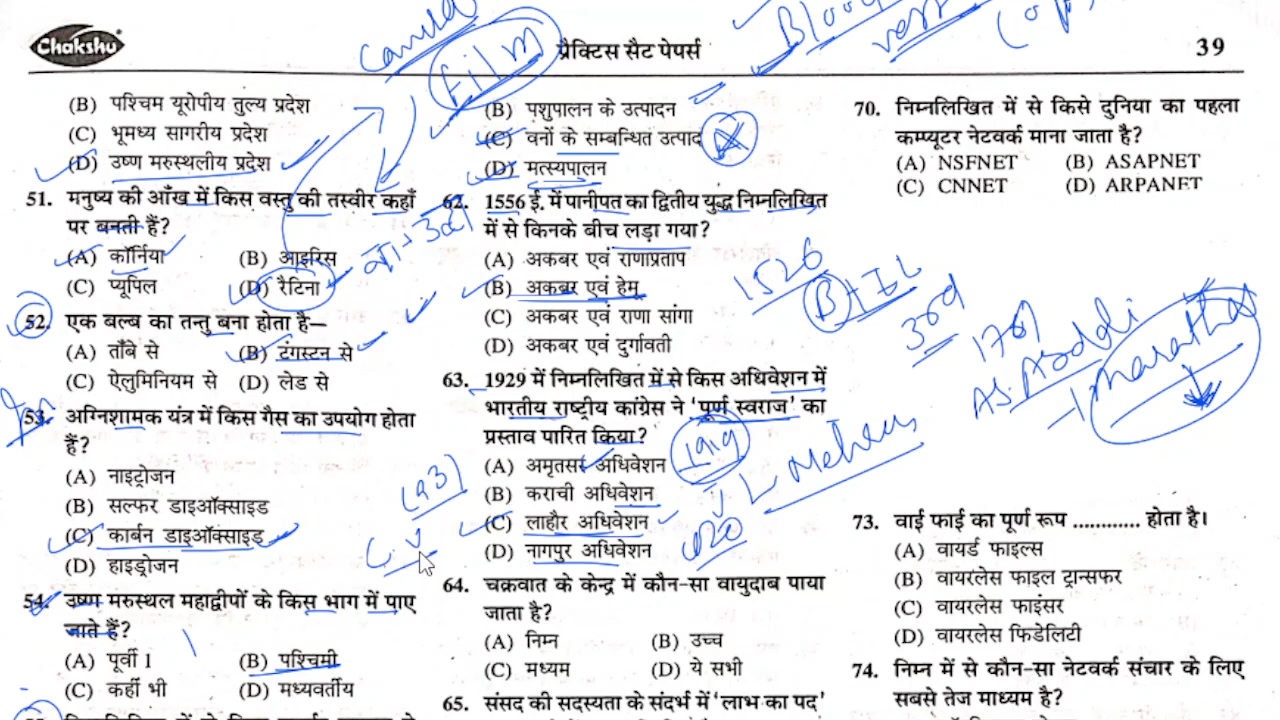 Chakshu
प्रैक्टिस सैट पेपर्स
39
(B) पश्चिम यूरोपीय तुल्य प्रदेश
(C) भूमध्य सागरीय प्रदेश
(D) उष्ण मरुस्थलीय प्रदेश
51. मनुष्य की आँख में किस वस्तु की तस्वीर कहाँ
पर बनती हैं?
(A) कॉर्निया (B) आइरिस
(C) प्यूपिल (D) रैटिना
52. एक बल्ब का तन्तु बना होता है–
(A) ताँबे से (B) टंगस्टन से
(C) ऐलुमिनियम से (D) लेड से
53. अग्निशामक यंत्र में किस गैस का उपयोग होता
हैं?
(A) नाइट्रोजन
(B) सल्फर डाइऑक्साइड
(C) कार्बन डाइऑक्साइड
(D) हाइड्रोजन
54. उष्ण मरुस्थल महाद्वीपों के किस भाग में पाए
जाते हैं?
(A) पूर्वी 1 (B) पश्चिमी
(C) कहीं भी (D) मध्यवर्तीय
(B) पशुपालन के उत्पादन
(C) वनों के सम्बन्धित उत्पाद
(D) मत्स्यपालन
62. 1556 ई. में पानीपत का द्वितीय युद्ध निम्नलिखित
में से किनके बीच लड़ा गया?
(A) अकबर एवं राणाप्रताप
(B) अकबर एवं हेमू
(C) अकबर एवं राणा सांगा
(D) अकबर एवं दुर्गावती
63. 1929 में निम्नलिखित में से किस अधिवेशन में
भारतीय राष्ट्रीय कांग्रेस ने 'पूर्ण स्वराज' का
प्रस्ताव पारित किया?
(A) अमृतसर अधिवेशन
(B) कराची अधिवेशन
(C) लाहौर अधिवेशन
(D) नागपुर अधिवेशन
64. चक्रवात के केन्द्र में कौन-सा वायुदाब पाया
जाता है?
(A) निम्न (B) उच्च
(C) मध्यम (D) ये सभी
65. संसद की सदस्यता के संदर्भ में 'लाभ का पद'
70. निम्नलिखित में से किसे दुनिया का पहला
कम्प्यूटर नेटवर्क माना जाता है?
(A) NSFNET (B) ASAPNET
(C) CNNET (D) ARPANET
73. वाई फाई का पूर्ण रूप ............ होता है।
(A) वायर्ड फाइल्स
(B) वायरलेस फाइल ट्रान्सफर
(C) वायरलेस फाइंसर
(D) वायरलेस फिडेलिटी
74. निम्न में से कौन-सा नेटवर्क संचार के लिए
सबसे तेज माध्यम है?
Film
Blood
1526
3rd